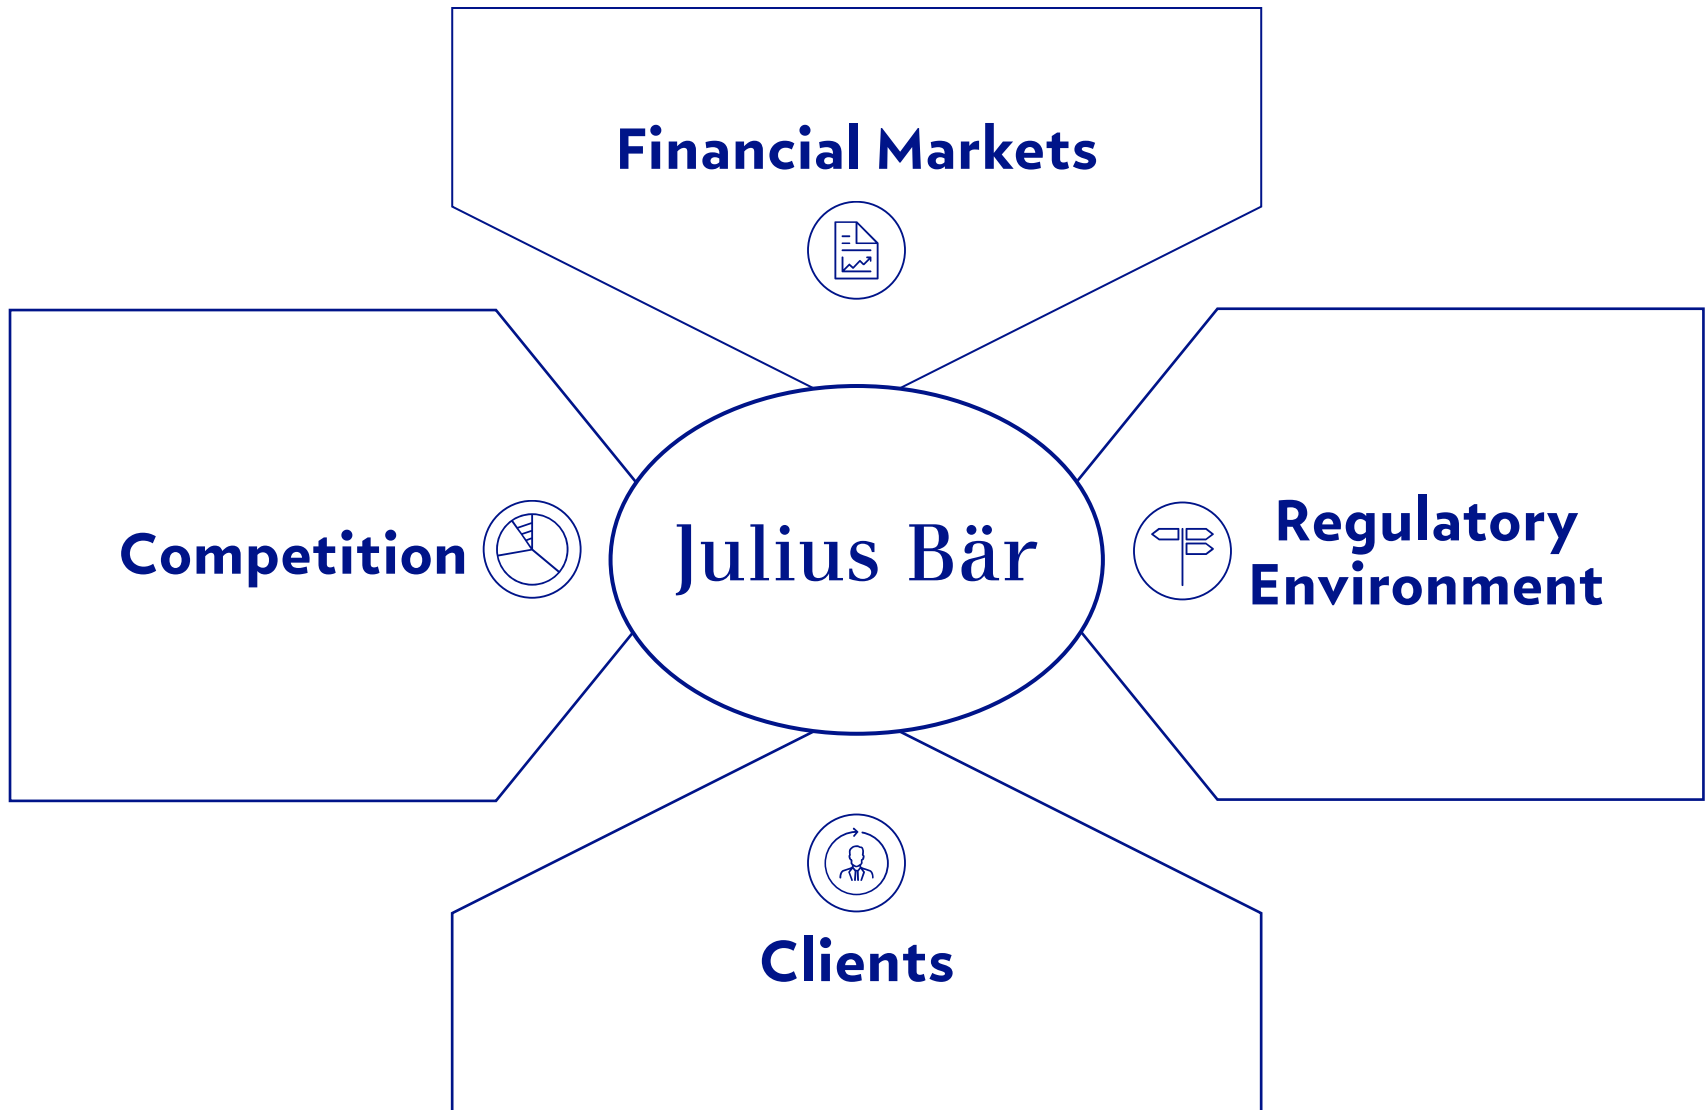 Financial Markets
Competition
Julius Bär
Regulatory
Environment
Clients